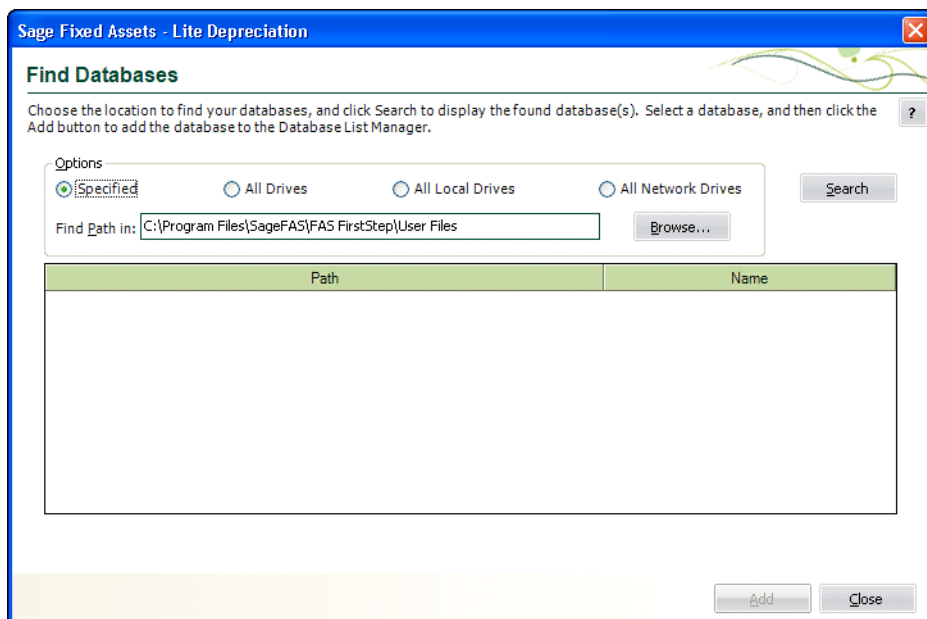 Sage Fixed Assets - Lite Depreciation
Find Databases
Choose the location to find your databases, and click Search to display the found database(s). Select a database, and then click the
Add button to add the database to the Database List Manager.
?
Options
Specified All Drives All Local Drives All Network Drives Search
Find Path in: C:\Program Files\SageFAS\FAS FirstStep\User Files Browse...
Path Name
Add Close